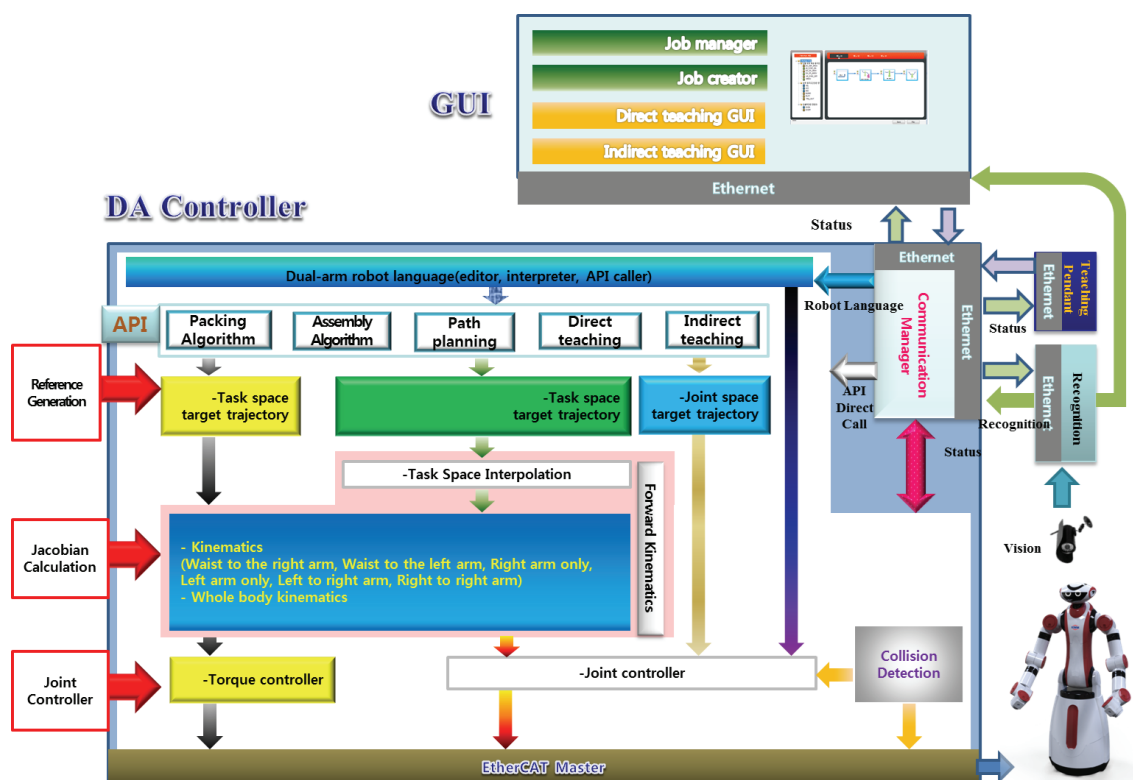 Job manager
Job creator
GUI
Direct teaching GUI
Indirect teaching GUI
Ethernet
DA Controller
Status
Ethernet
Dual-arm robot language(editor, interpreter, API caller)
Robot Language
Communication
Manager
Ethernet
Ethernet
Teaching
Pendant
Status
API
Packing
Algorithm
Assembly
Algorithm
Path
planning
Direct
teaching
Indirect
teaching
Reference
Generation
-Task space
target trajectory
-Task space
target trajectory
-Joint space
target trajectory
API
Direct
Call
Ethernet
Recognition
Recognition
Status
-Task Space Interpolation
Forward Kinematics
Jacobian
Calculation
- Kinematics
(Waist to the right arm, Waist to the left arm, Right arm only,
Left arm only, Left to right arm, Right to right arm)
- Whole body kinematics
Vision
Joint
Controller
-Torque controller
-Joint controller
Collision
Detection
EtherCAT Master